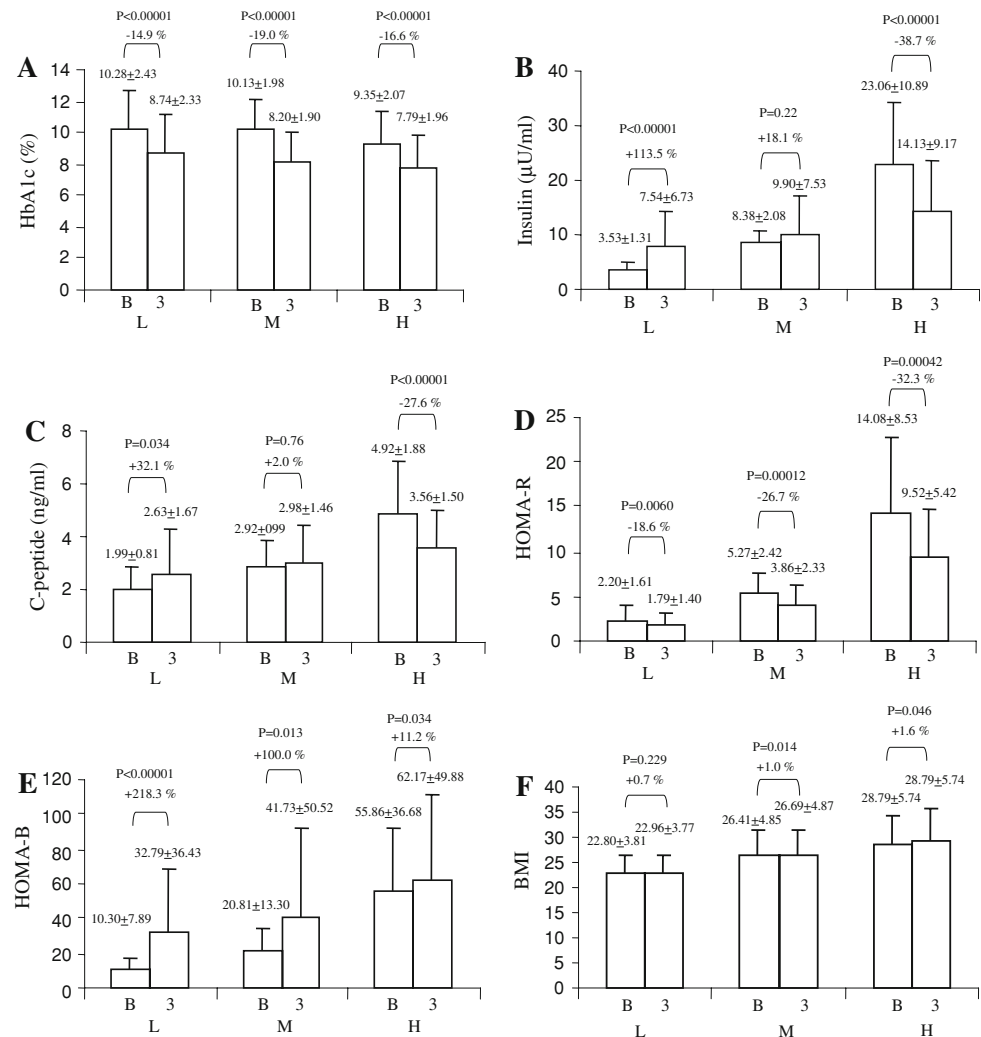 A
P<0.00001 P<0.00001 P<0.00001
-14.9 % -19.0 % -16.6 %
10.28±2.43 8.74±2.33 10.13±1.98 8.20±1.90 9.35±2.07 7.79±1.96
HbA1c (%)
14
12
10
8
6
4
2
0
B 3 B 3 B 3
L M H
B
P<0.00001 P=0.22 P<0.00001
+113.5 % +18.1 % -38.7 %
3.53±1.31 7.54±6.73 8.38±2.08 9.90±7.53 23.06±10.89 14.13±9.17
Insulin (µU/ml)
40
30
20
10
0
B 3 B 3 B 3
L M H
C
P=0.034 P=0.76 P<0.00001
+32.1 % +2.0 % -27.6 %
1.99±0.81 2.63±1.67 2.92±099 2.98±1.46 4.92±1.88 3.56±1.50
C-peptide (ng/ml)
8
6
4
2
0
B 3 B 3 B 3
L M H
D
P=0.0060 P=0.00012 P=0.00042
-18.6 % -26.7 % -32.3 %
2.20±1.61 1.79±1.40 5.27±2.42 3.86±2.33 14.08±8.53 9.52±5.42
HOMA-R
25
20
15
10
5
0
B 3 B 3 B 3
L M H
E
P<0.00001 P=0.013 P=0.034
+218.3 % +100.0 % +11.2 %
10.30±7.89 32.79±36.43 20.81±13.30 41.73±50.52 55.86±36.68 62.17±49.88
HOMA-B
120
100
80
60
40
20
0
B 3 B 3 B 3
L M H
F
P=0.229 P=0.014 P=0.046
+0.7 % +1.0 % +1.6 %
22.80±3.81 22.96±3.77 26.41±4.85 26.69±4.87 28.79±5.74 28.79±5.74
BMI
40
35
30
25
20
15
10
5
0
B 3 B 3 B 3
L M H